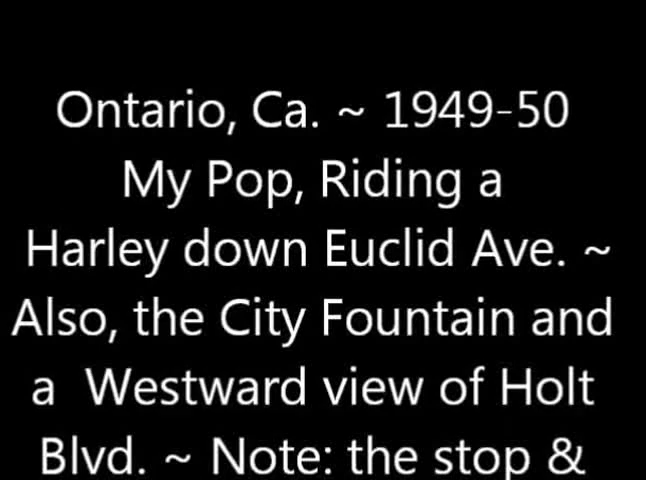 Ontario, Ca. ~ 1949-50
My Pop, Riding a
Harley down Euclid Ave. ~
Also, the City Fountain and
a  Westward view of Holt
Blvd. ~ Note: the stop &